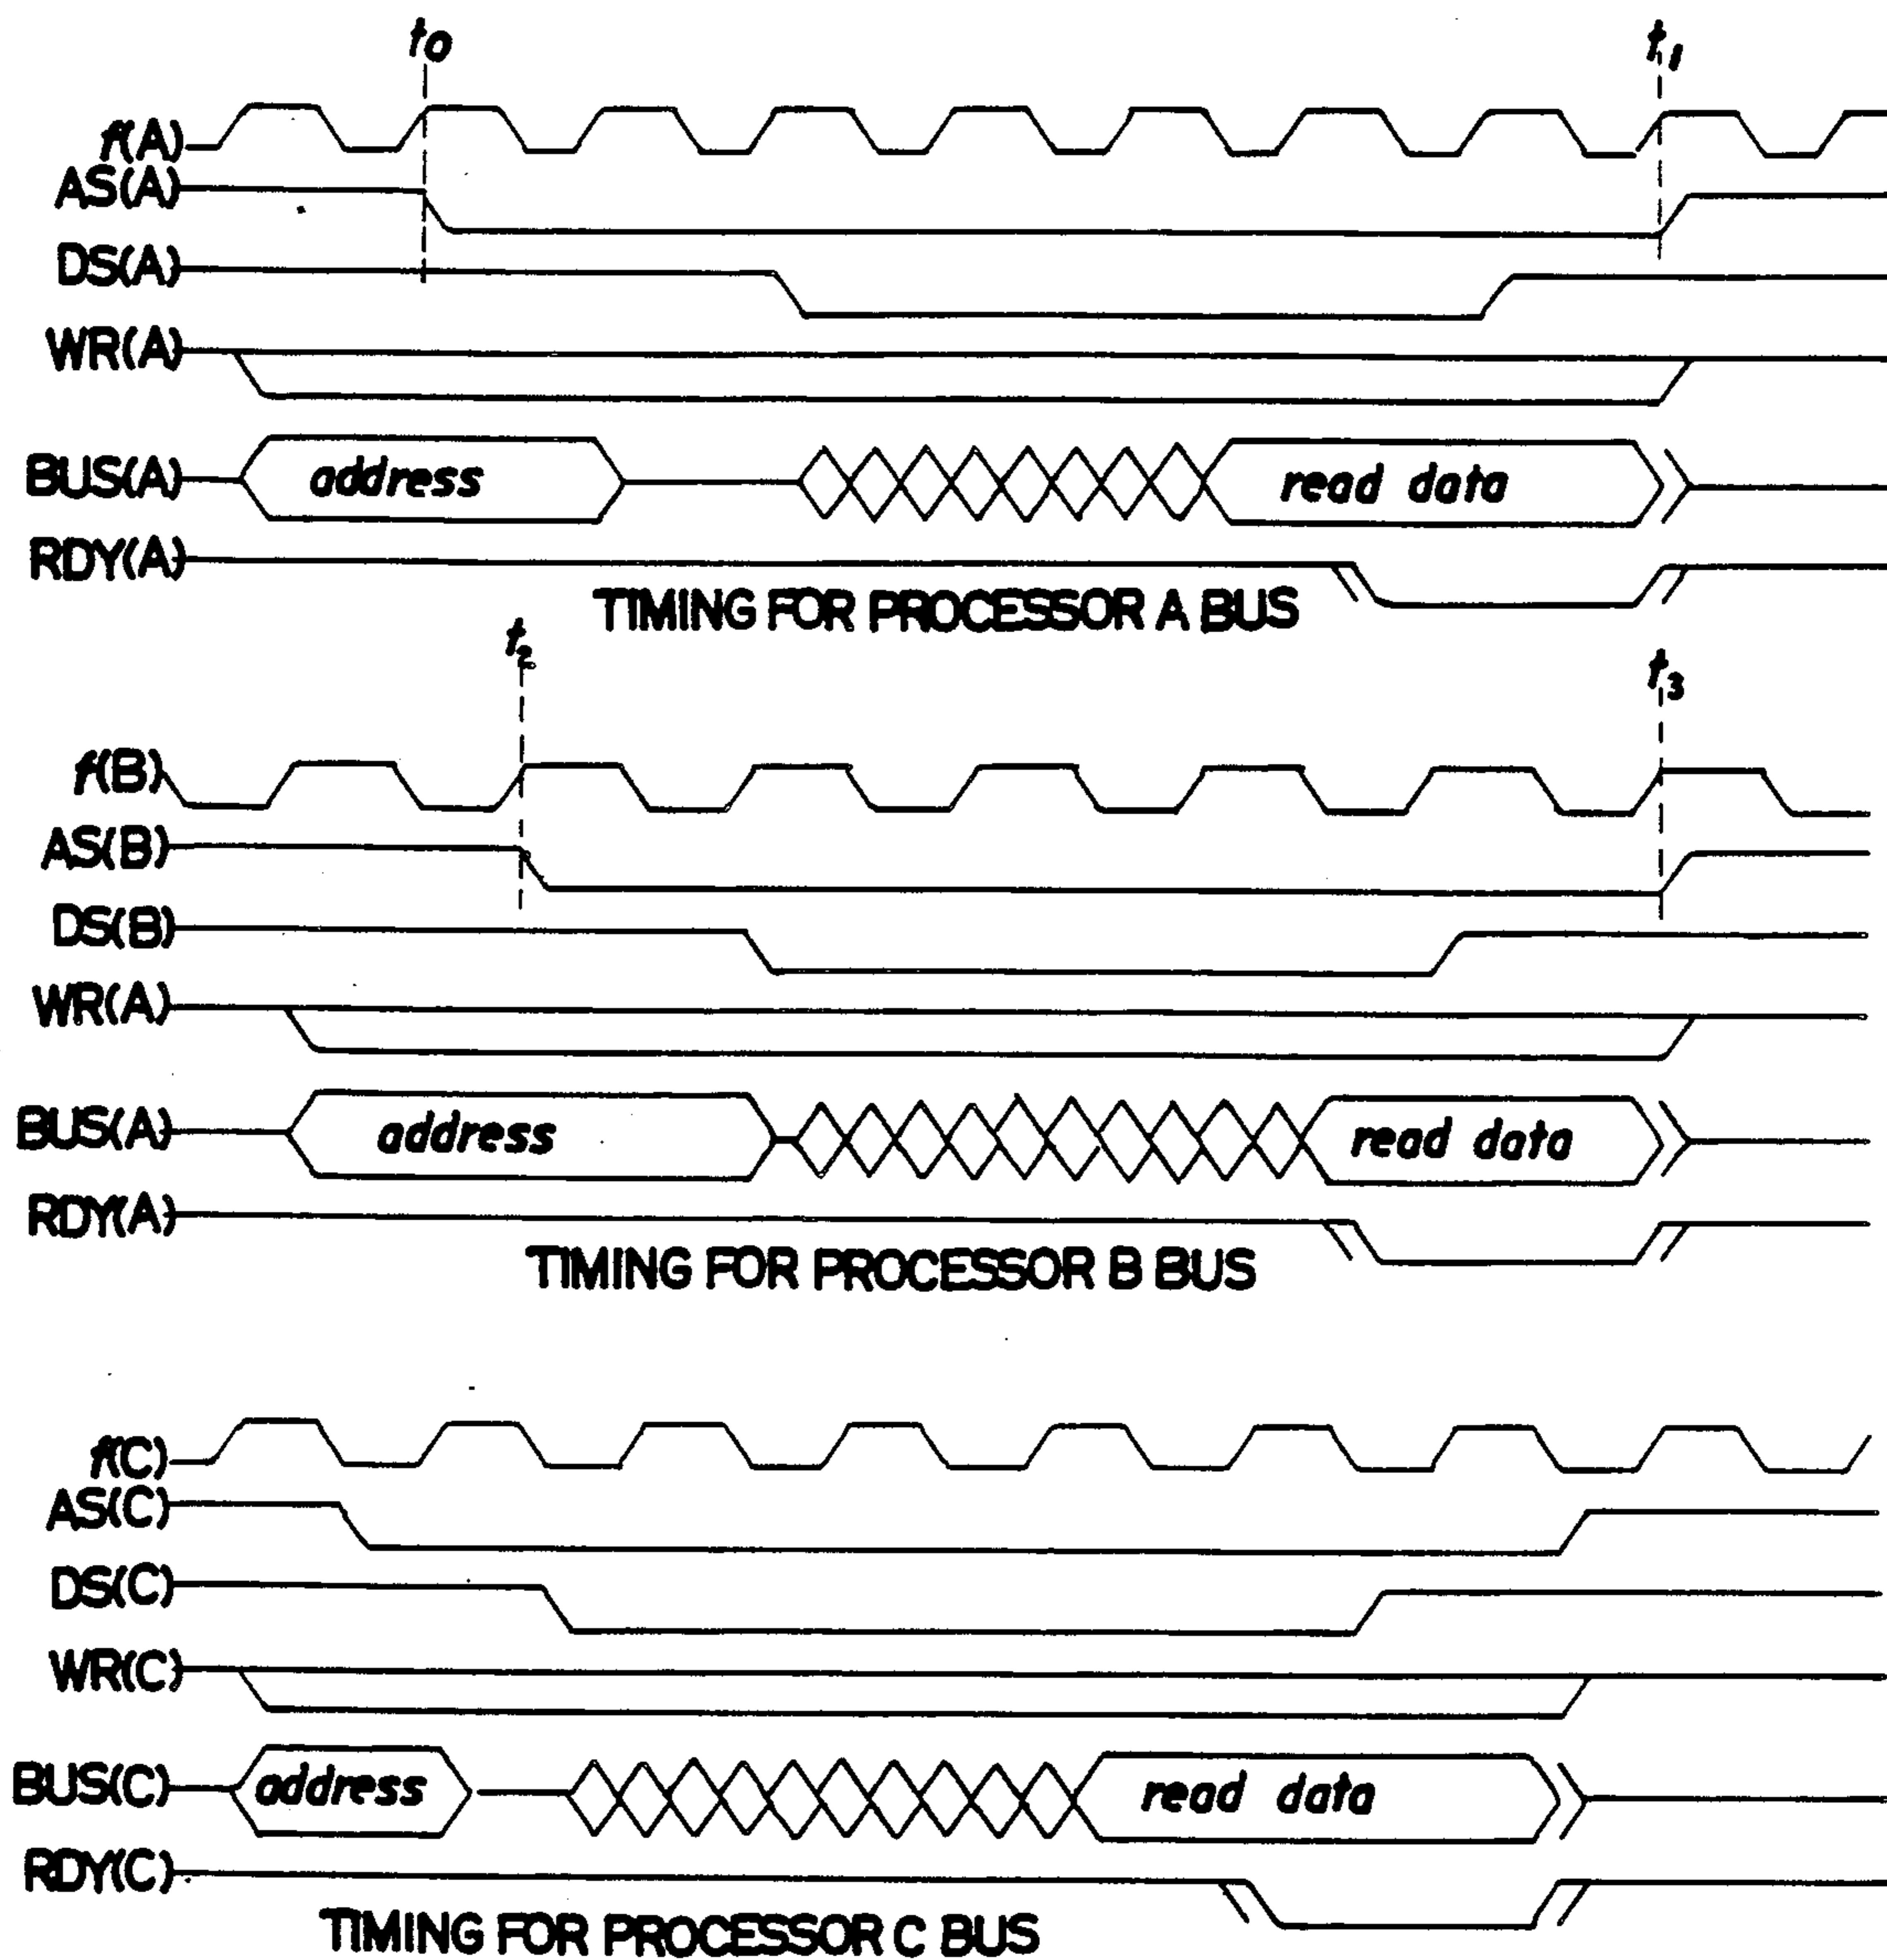 t0 t1
f(A)
AS(A)
DS(A)
WR(A)
BUS(A) address read data
RDY(A)
TIMING FOR PROCESSOR A BUS
t2 t3
f(B)
AS(B)
DS(B)
WR(A)
BUS(A) address read data
RDY(A)
TIMING FOR PROCESSOR B BUS
f(C)
AS(C)
DS(C)
WR(C)
BUS(C) address read data
RDY(C)
TIMING FOR PROCESSOR C BUS